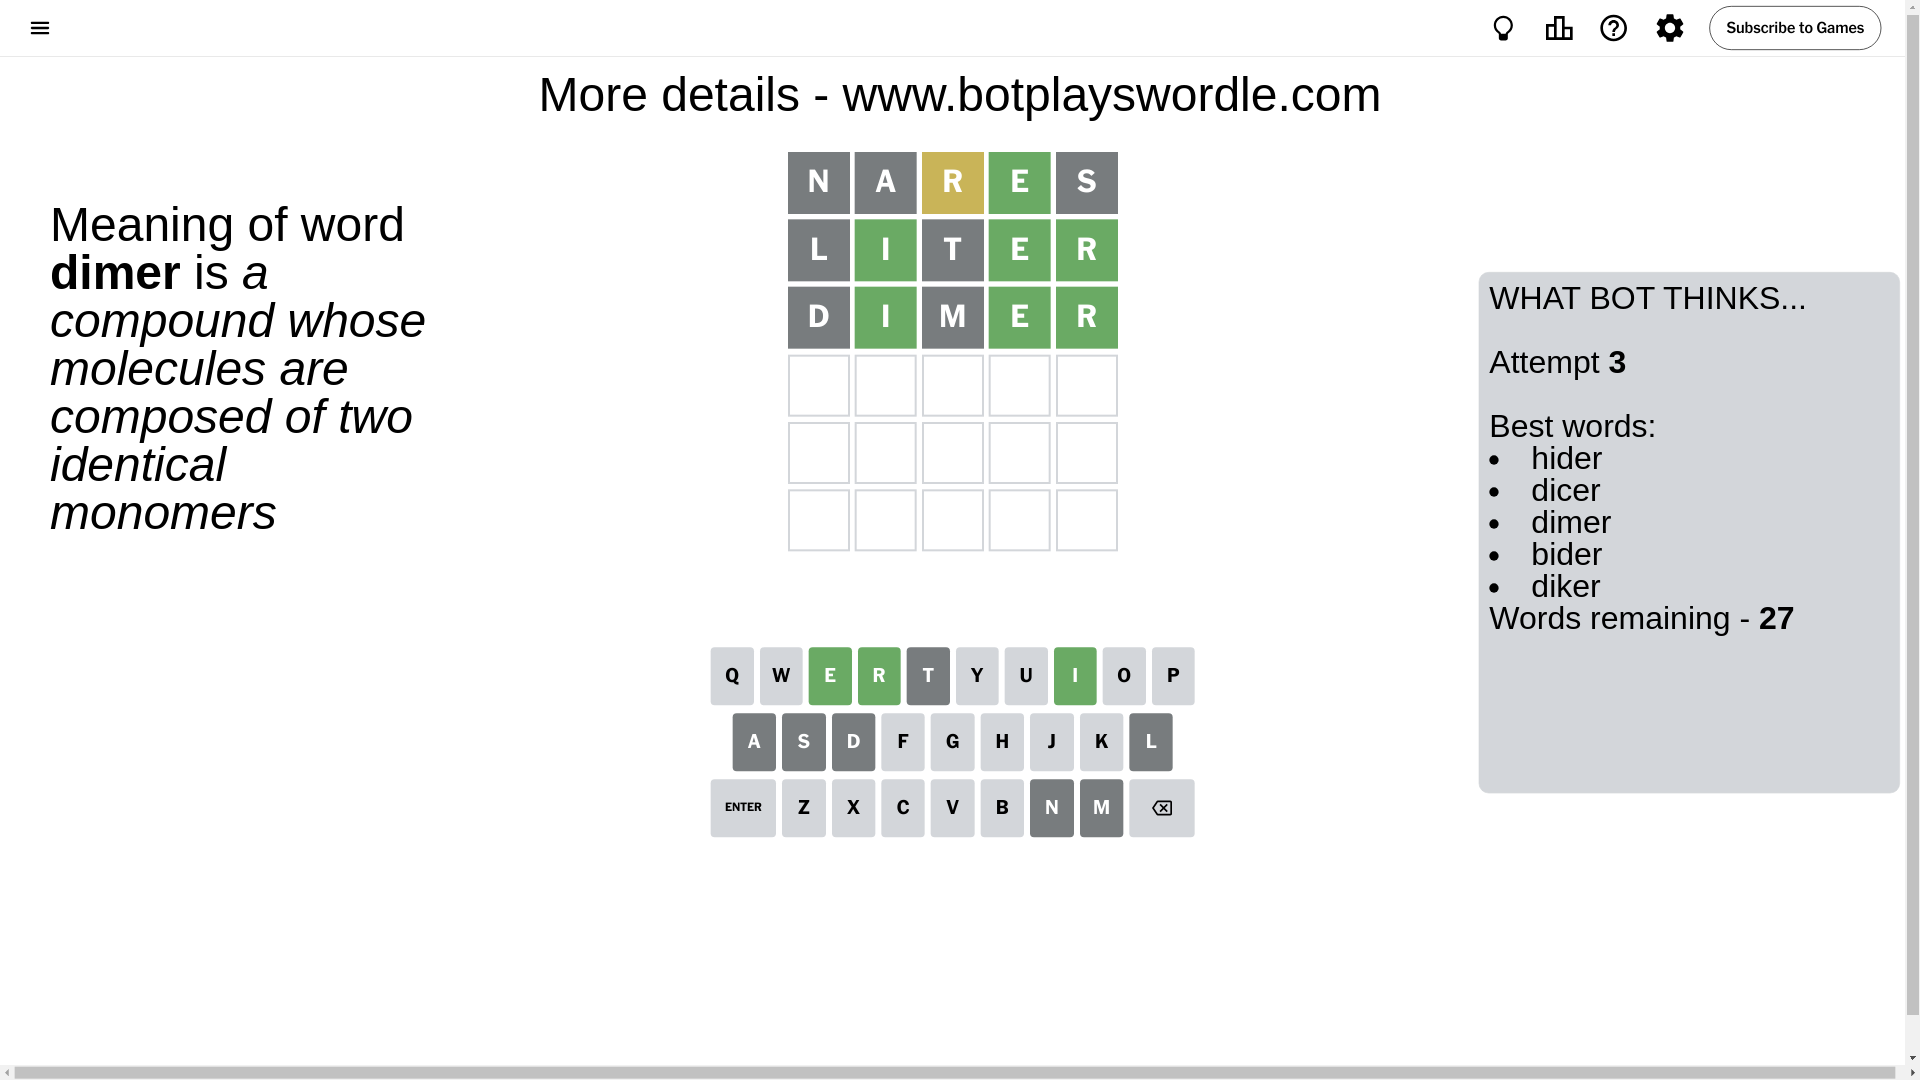 Subscribe to Games
More details - www.botplayswordle.com
Meaning of word
dimer is a
compound whose
molecules are
composed of two
identical
monomers
N A R E S
L I T E R
D I M E R
WHAT BOT THINKS...
Attempt 3
Best words:
• hider
• dicer
• dimer
• bider
• diker
Words remaining - 27
Q W E R T Y U I O P
A S D F G H J K L
ENTER Z X C V B N M